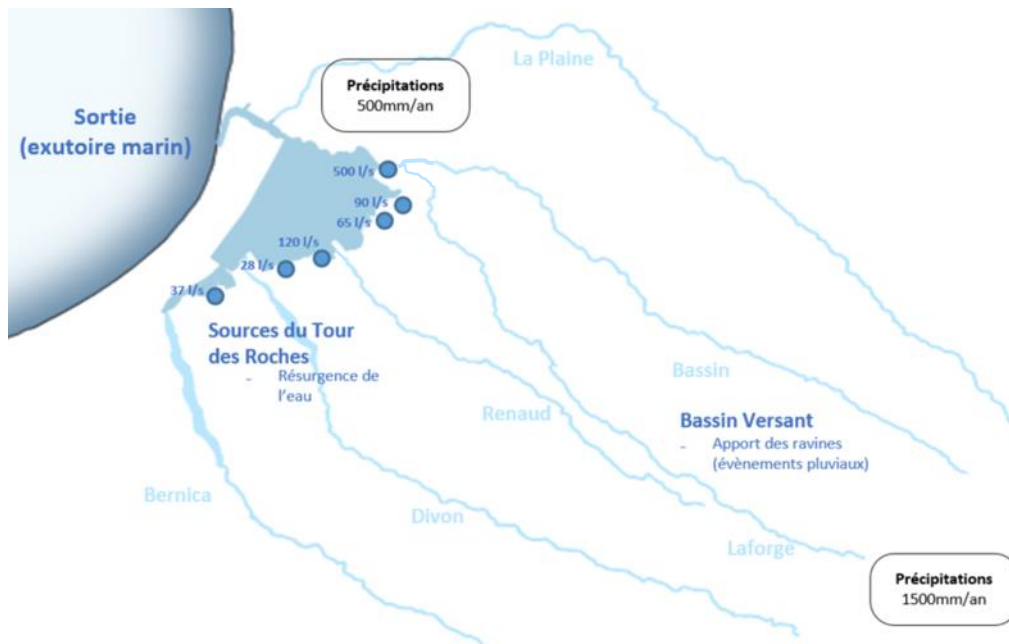 La Plaine
Précipitations
500mm/an
Sortie
(exutoire marin)
500 l/s
90 l/s
65 l/s
120 l/s
28 l/s
37 l/s
Sources du Tour
des Roches
- Résurgence de
l'eau
Bassin
Renaud
Bassin Versant
- Apport des ravines
(évènements pluviaux)
Bernica
Divon
Laforge
Précipitations
1500mm/an